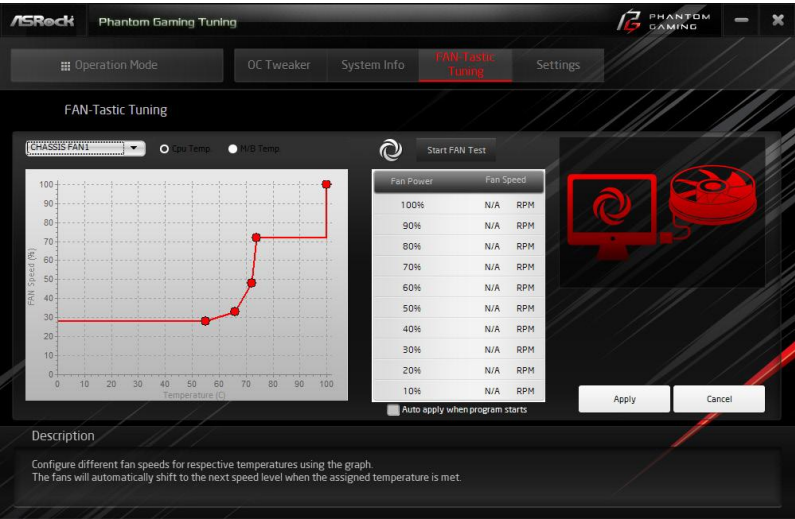 ASRock
Phantom Gaming Tuning
PHANTOM
GAMING
Operation Mode
OC Tweaker
System Info
FAN-Tastic
Tuning
Settings
FAN-Tastic Tuning
CHASSIS FAN1
Cpu Temp.
M/B Temp
Start FAN Test
FAN Speed (%)
100
90
80
70
60
50
40
30
20
10
0
0 10 20 30 40 50 60 70 80 90 100
Temperature (C)
Fan Power Fan Speed
100% N/A RPM
90% N/A RPM
80% N/A RPM
70% N/A RPM
60% N/A RPM
50% N/A RPM
40% N/A RPM
30% N/A RPM
20% N/A RPM
10% N/A RPM
Auto apply when program starts
Apply
Cancel
Description
Configure different fan speeds for respective temperatures using the graph.
The fans will automatically shift to the next speed level when the assigned temperature is met.